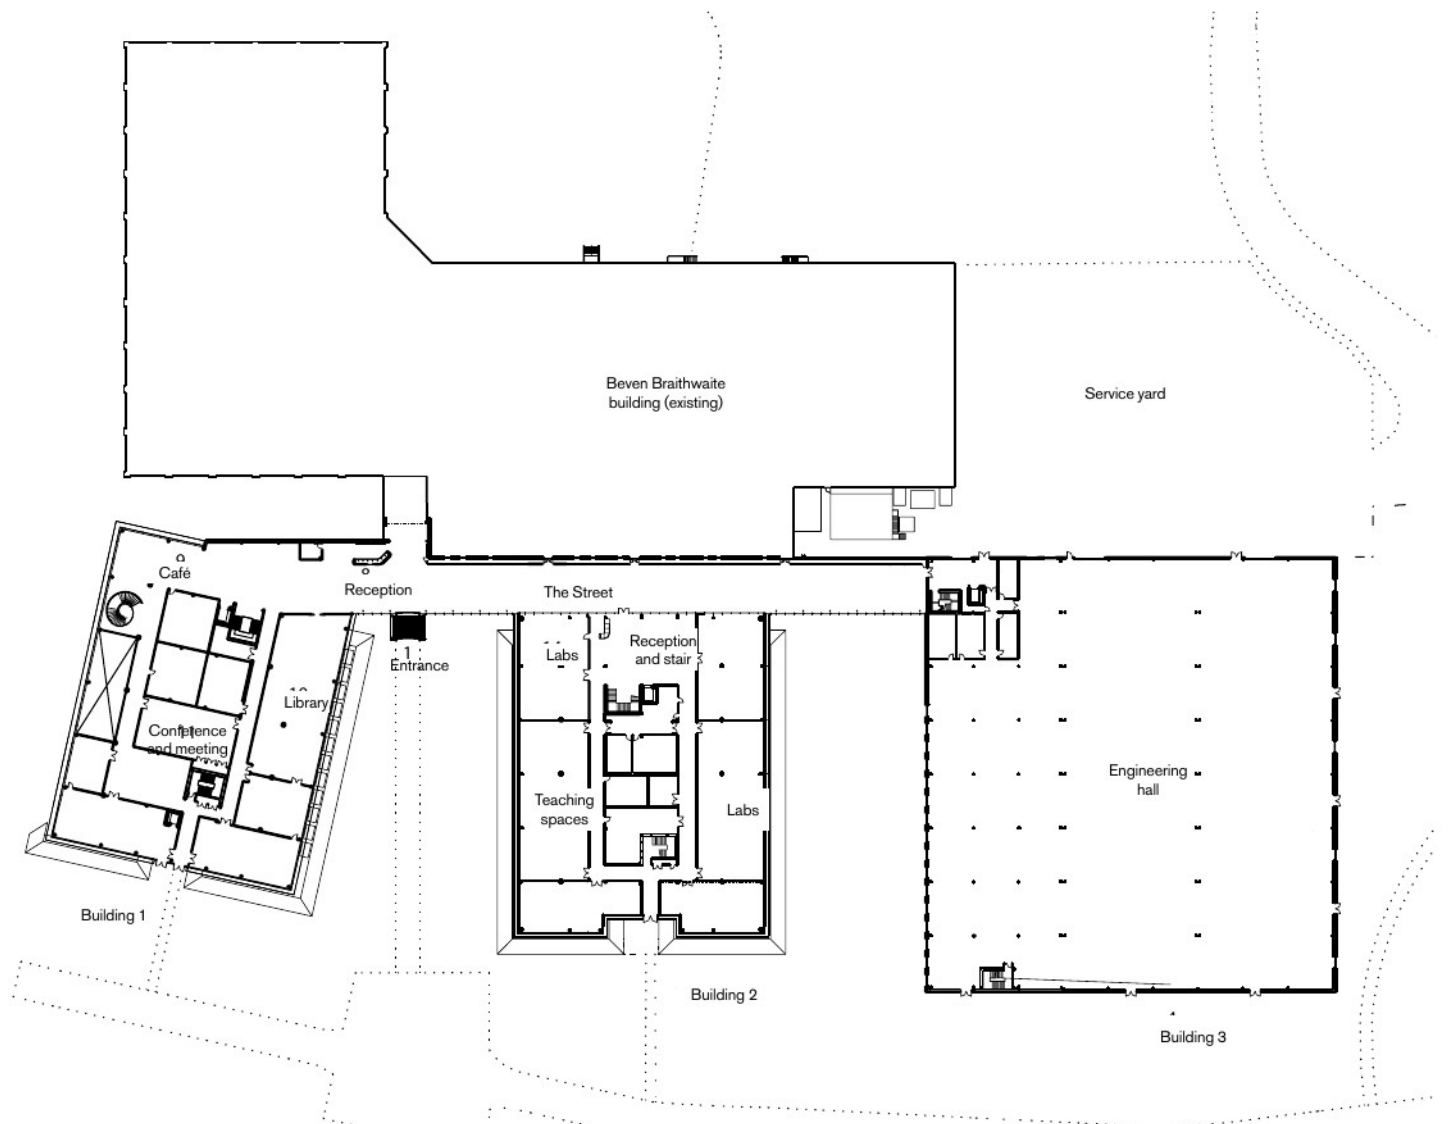 Beven Braithwaite
building (existing)
Service yard
Café
Reception
The Street
1
Entrance
Labs
Reception
and stair
Library
Conference
and meeting
Engineering
hall
Teaching
spaces
Labs
Building 1
Building 2
Building 3